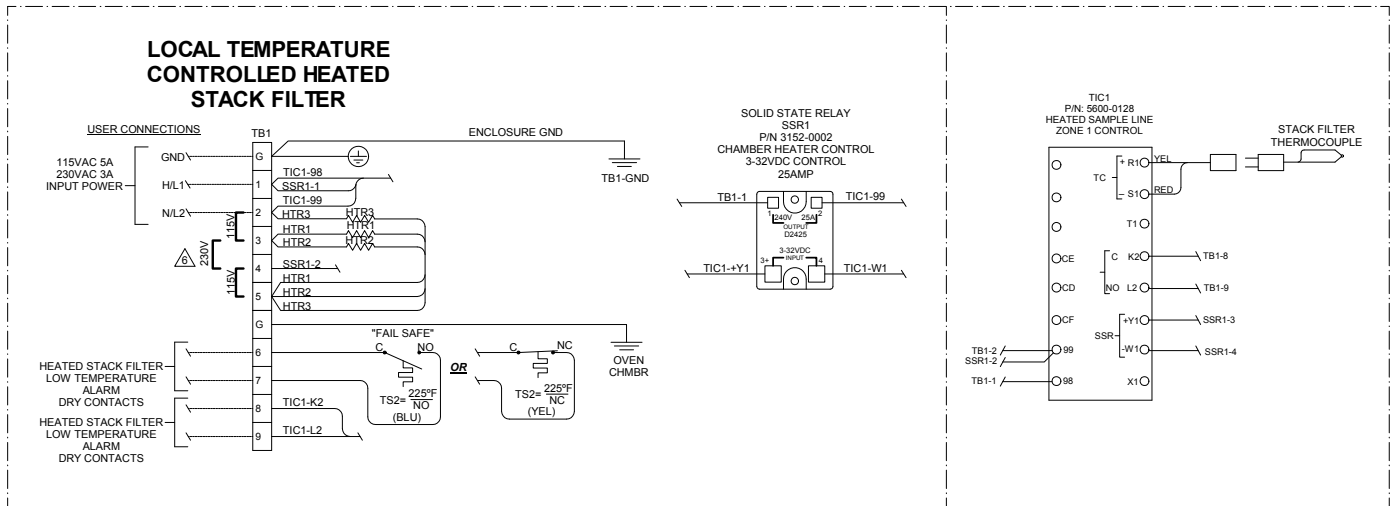 LOCAL TEMPERATURE
CONTROLLED HEATED
STACK FILTER
USER CONNECTIONS
TB1
115VAC 5A
230VAC 3A
INPUT POWER
GND
H/L1
N/L2
G
1
2
3
4
5
G
6
7
8
9
115V
230V
115V
6
ENCLOSURE GND
TB1-GND
TIC1-98
SSR1-1
TIC1-99
HTR3
HTR3
HTR1
HTR1
HTR2
HTR2
SSR1-2
HTR1
HTR2
HTR3
OVEN
CHMBR
HEATED STACK FILTER
LOW TEMPERATURE
ALARM
DRY CONTACTS
HEATED STACK FILTER
LOW TEMPERATURE
ALARM
DRY CONTACTS
"FAIL SAFE"
C
NO
TS2= 225ºF
NO
(BLU)
OR
C
NC
TS2= 225ºF
NC
(YEL)
TIC1-K2
TIC1-L2
SOLID STATE RELAY
SSR1
P/N 3152-0002
CHAMBER HEATER CONTROL
3-32VDC CONTROL
25AMP
TB1-1
TIC1-99
1
240V
25A
2
OUTPUT
D2425
3-32VDC
INPUT
3+
4
TIC1-+Y1
TIC1-W1
TIC1
P/N: 5600-0128
HEATED SAMPLE LINE
ZONE 1 CONTROL
STACK FILTER
THERMOCOUPLE
TC
+ R1
YEL
– S1
RED
T1
C K2
TB1-8
NO L2
TB1-9
SSR
+Y1
SSR1-3
-W1
SSR1-4
X1
CE
CD
CF
99
98
TB1-2
SSR1-2
TB1-1